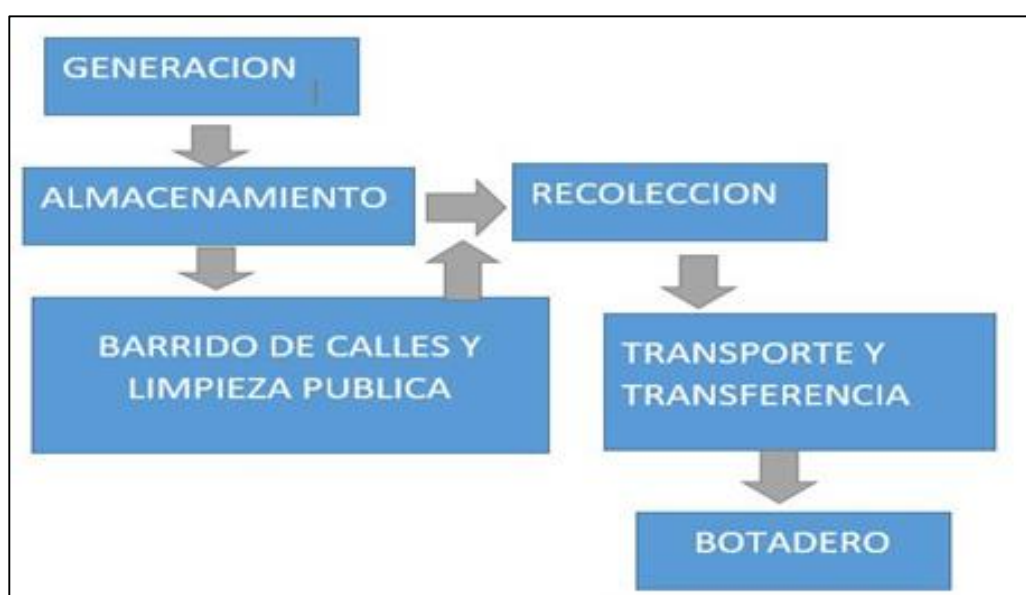 GENERACION
ALMACENAMIENTO
RECOLECCION
BARRIDO DE CALLES Y
LIMPIEZA PUBLICA
TRANSPORTE Y
TRANSFERENCIA
BOTADERO